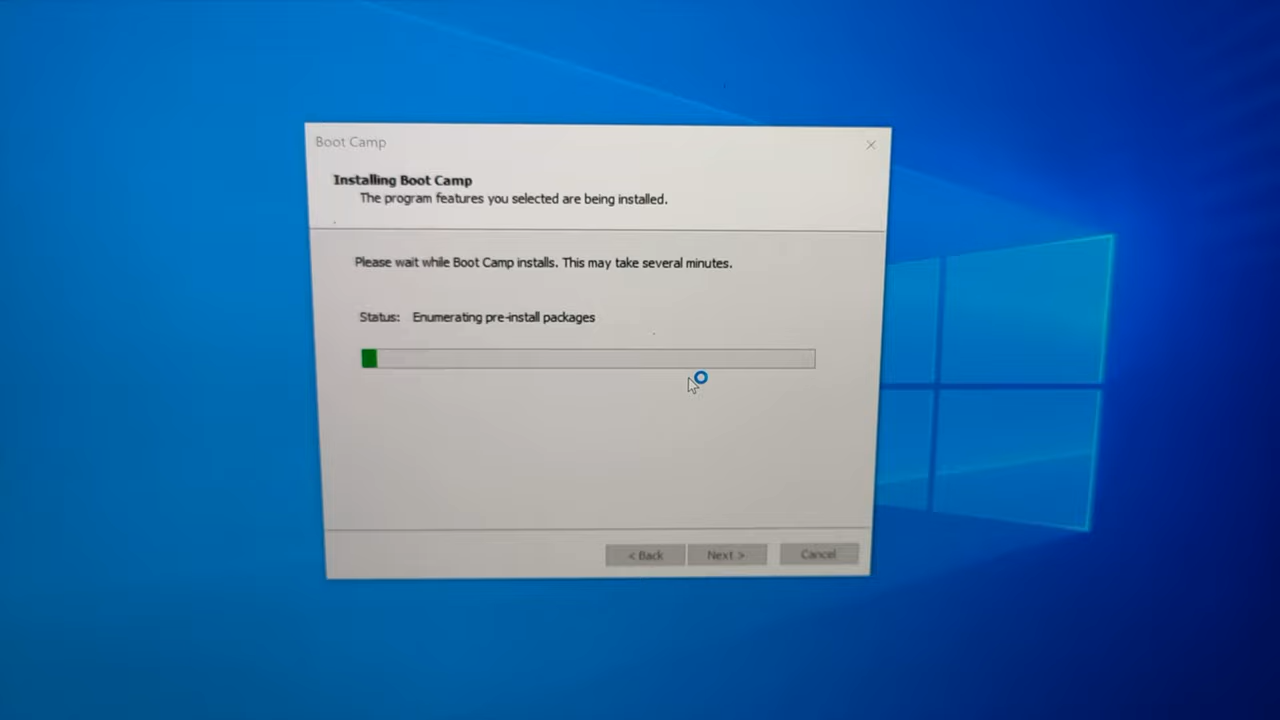 Boot Camp
Installing Boot Camp
The program features you selected are being installed.
Please wait while Boot Camp installs. This may take several minutes.
Status: Enumerating pre-install packages
< Back Next > Cancel